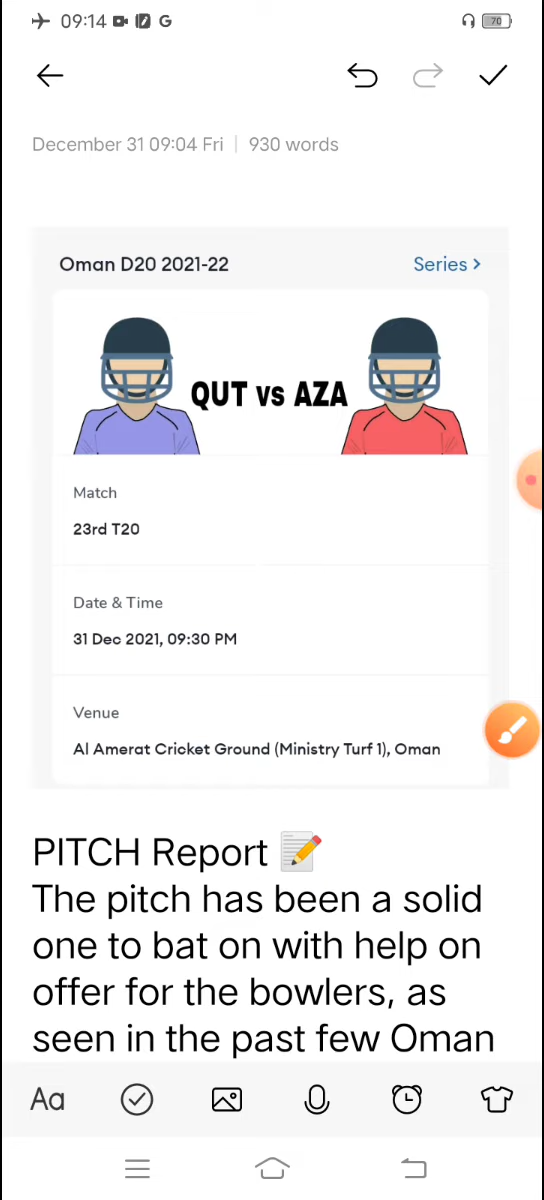 09:14 G 70
December 31 09:04 Fri | 930 words
Oman D20 2021-22 Series >
QUT vs AZA
Match
23rd T20
Date & Time
31 Dec 2021, 09:30 PM
Venue
Al Amerat Cricket Ground (Ministry Turf 1), Oman
PITCH Report 📝
The pitch has been a solid
one to bat on with help on
offer for the bowlers, as
seen in the past few Oman
Aa